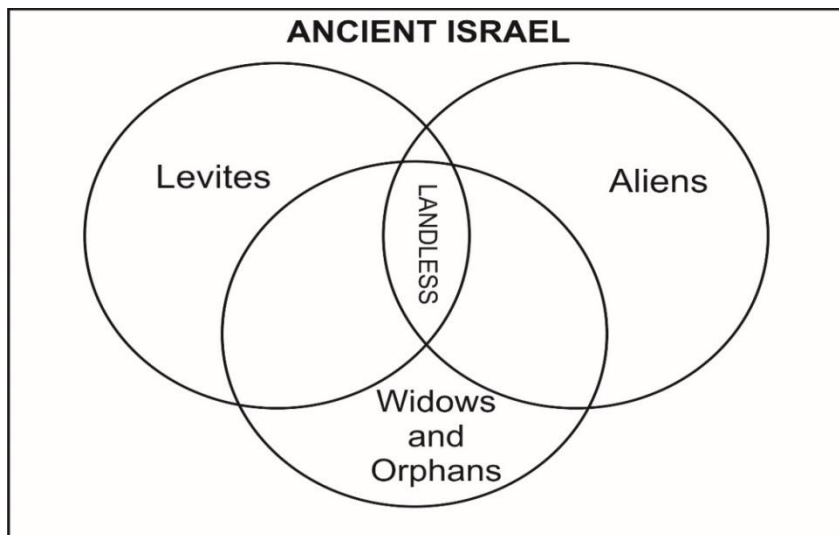 ANCIENT ISRAEL
Levites
Aliens
LANDLESS
Widows
and
Orphans